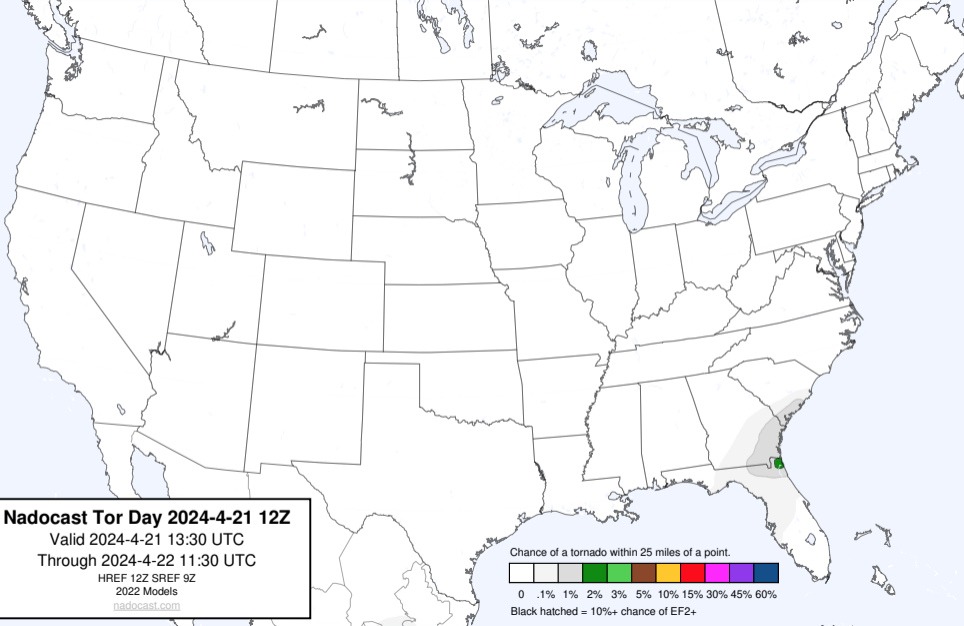 Nadocast Tor Day 2024-4-21 12Z
Valid 2024-4-21 13:30 UTC
Through 2024-4-22 11:30 UTC
HREF 12Z SREF 9Z
2022 Models
nadocast.com
Chance of a tornado within 25 miles of a point.
0 .1% 1% 2% 3% 5% 10% 15% 30% 45% 60%
Black hatched = 10%+ chance of EF2+